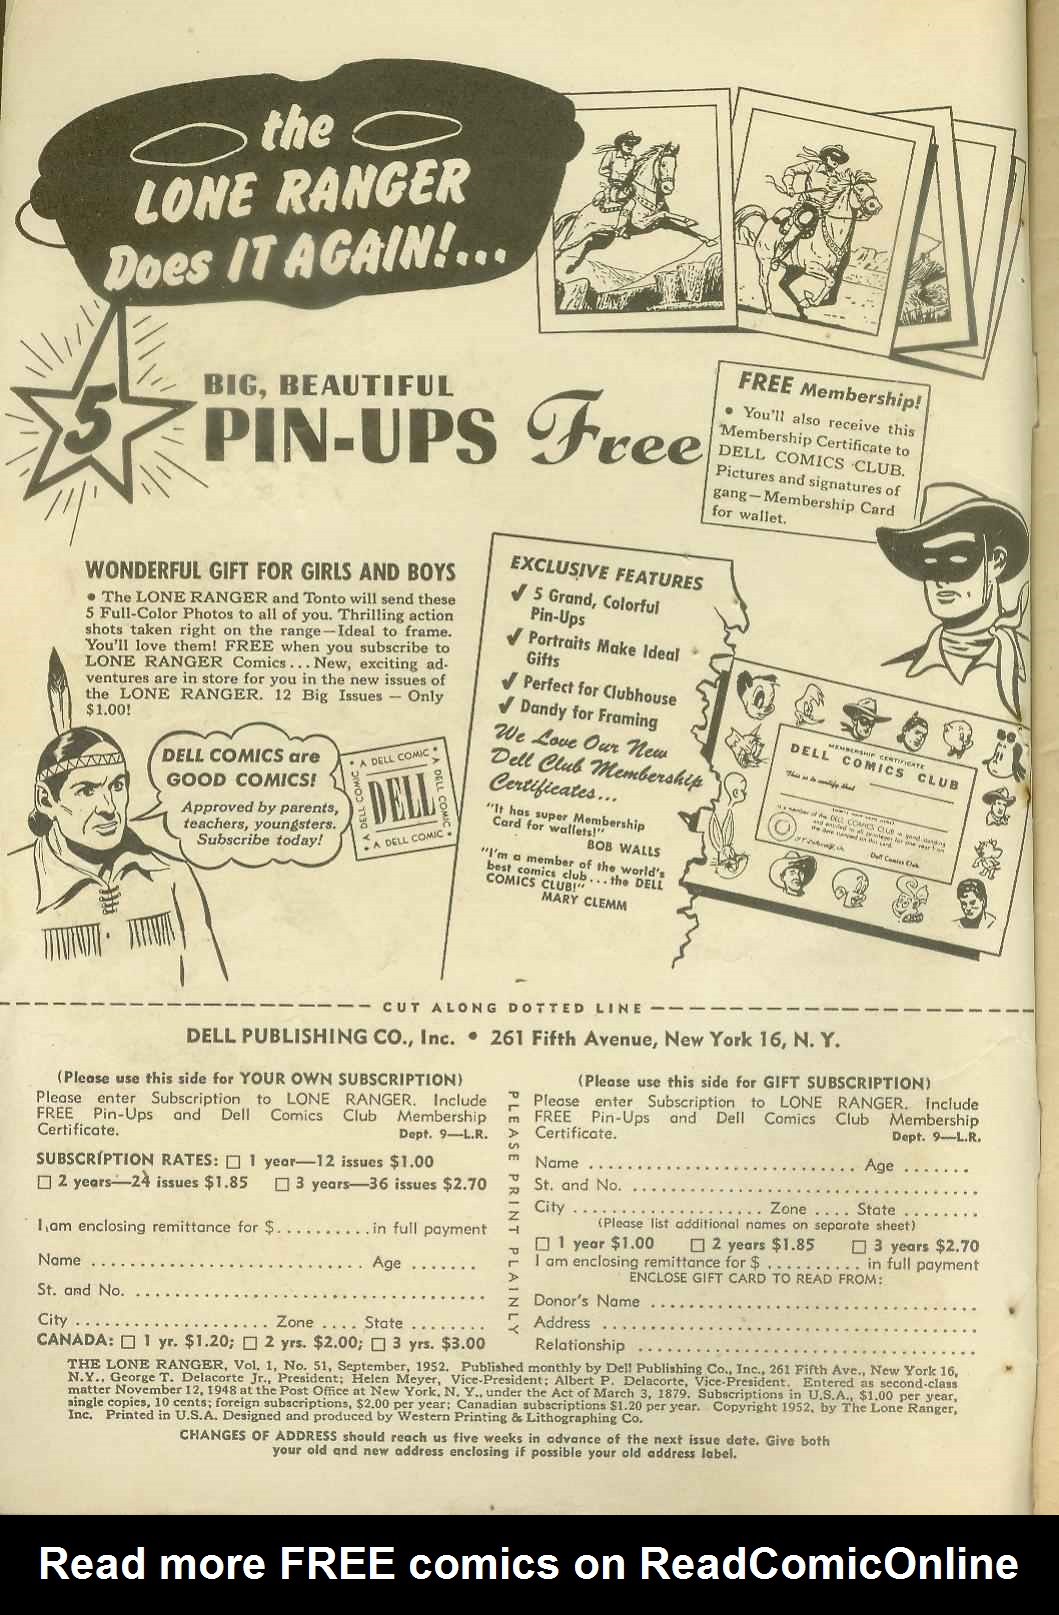 the
LONE RANGER
Does IT AGAIN!...
5
BIG, BEAUTIFUL
PIN-UPS Free
FREE Membership!
• You'll also receive this
Membership Certificate to
DELL COMICS CLUB.
Pictures and signatures of
gang—Membership Card
for wallet.
WONDERFUL GIFT FOR GIRLS AND BOYS
• The LONE RANGER and Tonto will send these
5 Full-Color Photos to all of you. Thrilling action
shots taken right on the range—Ideal to frame.
You'll love them! FREE when you subscribe to
LONE RANGER Comics...New, exciting ad-
ventures are in store for you in the new issues of
the LONE RANGER. 12 Big Issues — Only
$1.00!
DELL COMICS are
GOOD COMICS!
Approved by parents,
teachers, youngsters.
Subscribe today!
• A DELL COMIC •
A DELL COMIC
DELL
A DELL COMIC
• A DELL COMIC •
EXCLUSIVE FEATURES
✓ 5 Grand, Colorful
Pin-Ups
✓ Portraits Make Ideal
Gifts
✓ Perfect for Clubhouse
✓ Dandy for Framing
We Love Our New
Dell Club Membership
Certificates...
"It has super Membership
Card for wallets!"
BOB WALLS
"I'm a member of the world's
best comics club...the DELL
COMICS CLUB!"
MARY CLEMM
MEMBERSHIP CERTIFICATE
DELL COMICS CLUB
This is to certify that
Dell Comics Club
CUT ALONG DOTTED LINE
DELL PUBLISHING CO., Inc. • 261 Fifth Avenue, New York 16, N. Y.
(Please use this side for YOUR OWN SUBSCRIPTION)
Please enter Subscription to LONE RANGER. Include
FREE Pin-Ups and Dell Comics Club Membership
Certificate. Dept. 9—L.R.
SUBSCRIPTION RATES: □ 1 year—12 issues $1.00
□ 2 years—24 issues $1.85 □ 3 years—36 issues $2.70
I am enclosing remittance for $..........in full payment
Name ............................ Age .......
St. and No. ....................................
City .................... Zone .... State ........
CANADA: □ 1 yr. $1.20; □ 2 yrs. $2.00; □ 3 yrs. $3.00
PLEASE PRINT PLAINLY
(Please use this side for GIFT SUBSCRIPTION)
Please enter Subscription to LONE RANGER. Include
FREE Pin-Ups and Dell Comics Club Membership
Certificate. Dept. 9—L.R.
Name ............................ Age .......
St. and No. ....................................
City .................... Zone .... State ........
(Please list additional names on separate sheet)
□ 1 year $1.00 □ 2 years $1.85 □ 3 years $2.70
I am enclosing remittance for $ .......... in full payment
ENCLOSE GIFT CARD TO READ FROM:
Donor's Name ..................................
Address .......................................
Relationship ...................................
THE LONE RANGER, Vol. 1, No. 51, September, 1952. Published monthly by Dell Publishing Co., Inc., 261 Fifth Ave., New York 16,
N.Y., George T. Delacorte Jr., President; Helen Meyer, Vice-President; Albert P. Delacorte, Vice-President. Entered as second-class
matter November 12, 1948 at the Post Office at New York, N. Y., under the Act of March 3, 1879. Subscriptions in U.S.A., $1.00 per year,
single copies, 10 cents; foreign subscriptions, $2.00 per year; Canadian subscriptions $1.20 per year. Copyright 1952, by The Lone Ranger,
Inc. Printed in U.S.A. Designed and produced by Western Printing & Lithographing Co.
CHANGES OF ADDRESS should reach us five weeks in advance of the next issue date. Give both
your old and new address enclosing if possible your old address label.
Read more FREE comics on ReadComicOnline